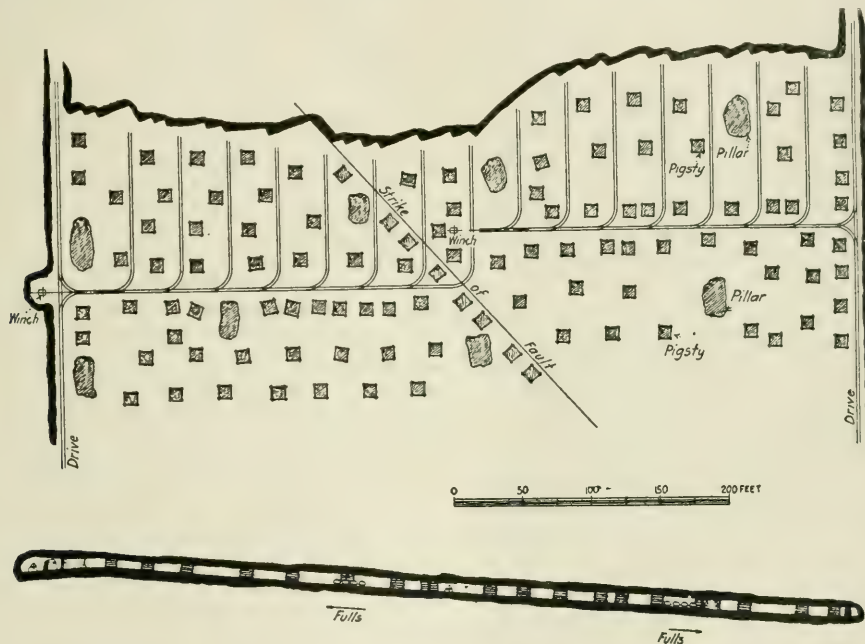 Pillar
Pigsty
Strike
of
Fault
Winch
Winch
Pillar
Pigsty
Drive
Drive
0 50 100 150 200 FEET
Fulls
Fulls